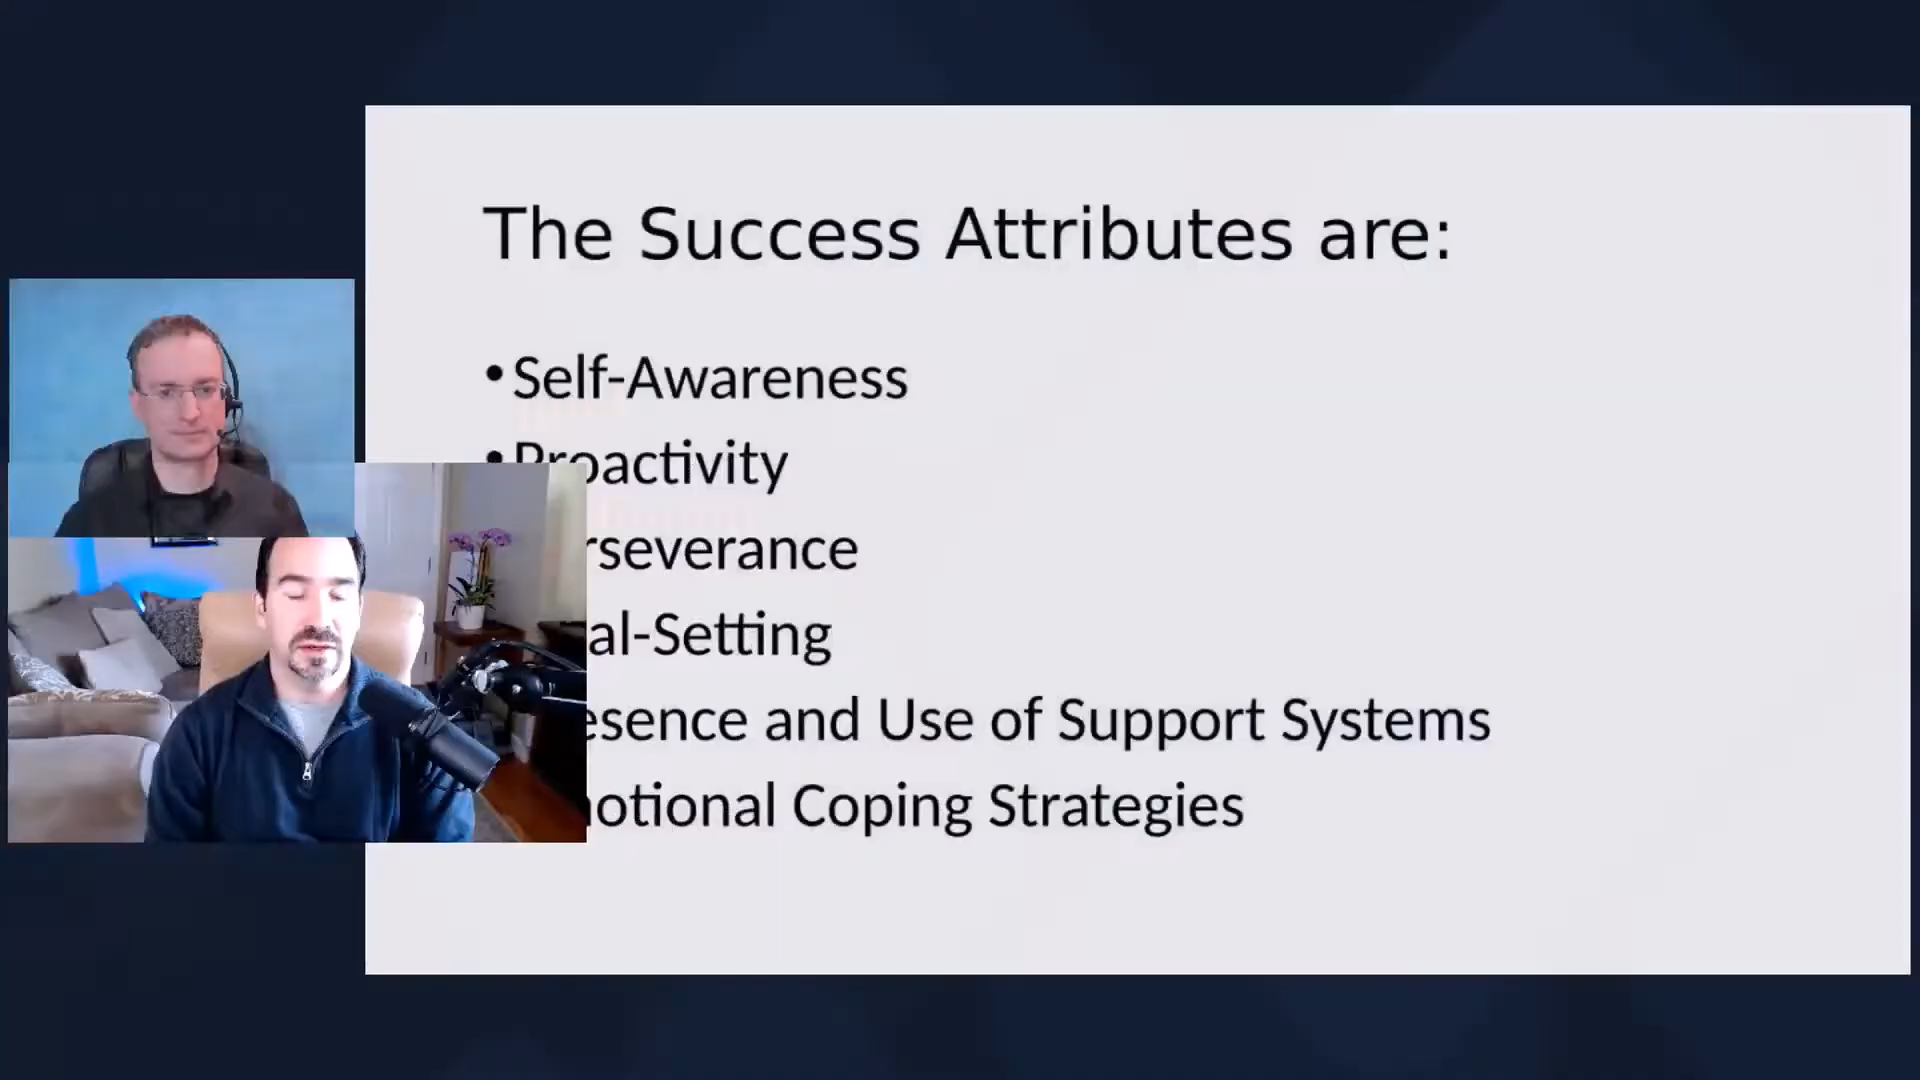 The Success Attributes are:
• Self-Awareness
• Proactivity
rseverance
al-Setting
esence and Use of Support Systems
otional Coping Strategies